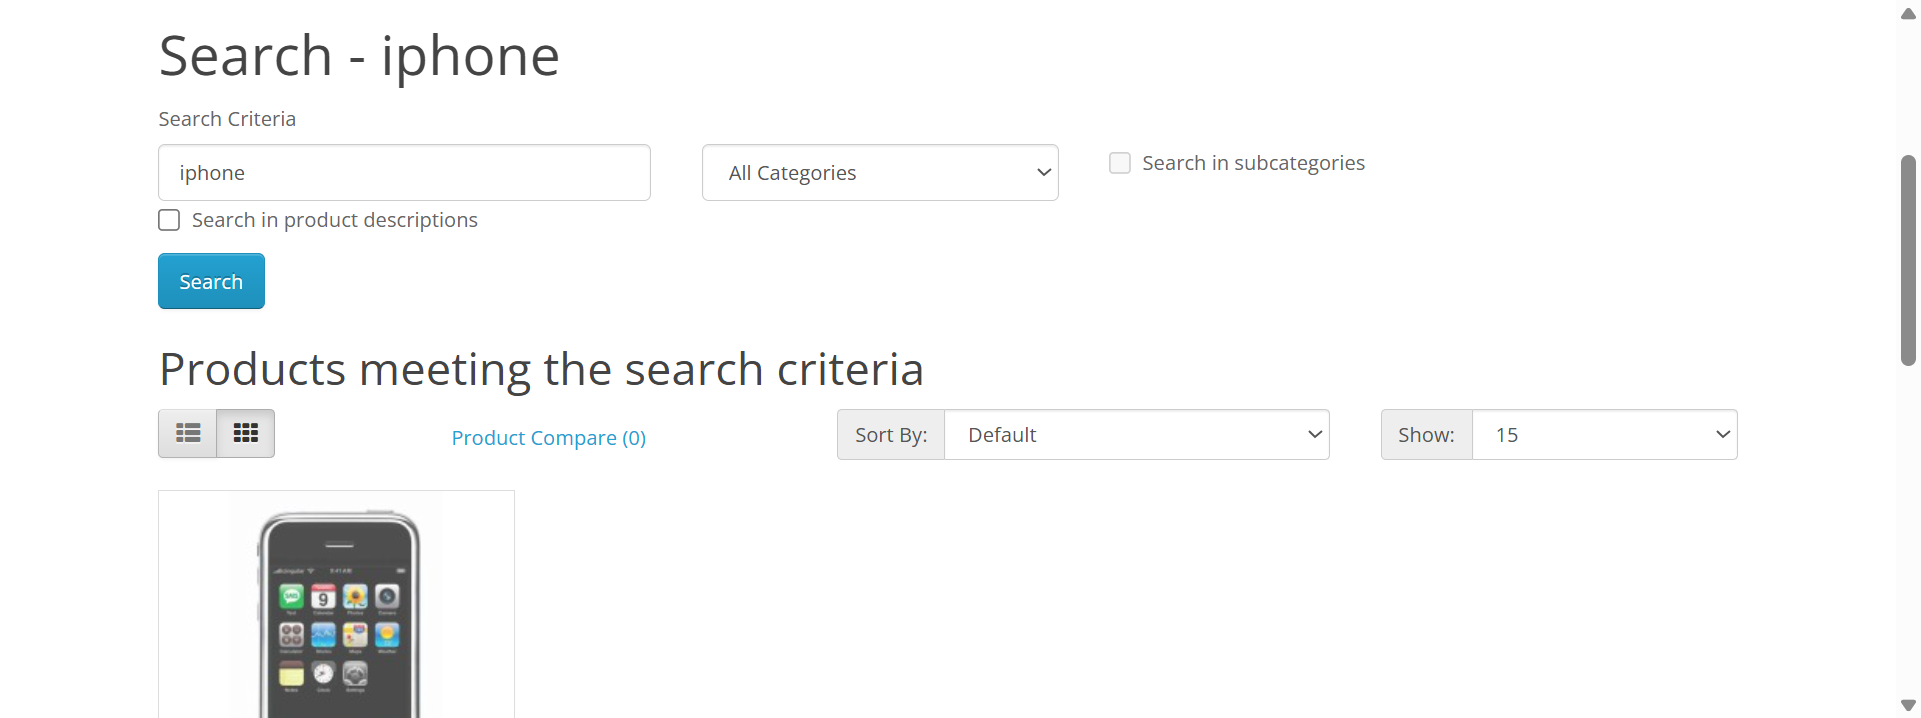 Search - iphone
Search Criteria
iphone
All Categories
Search in subcategories
Search in product descriptions
Search
Products meeting the search criteria
Product Compare (0)
Sort By:
Default
Show:
15
9